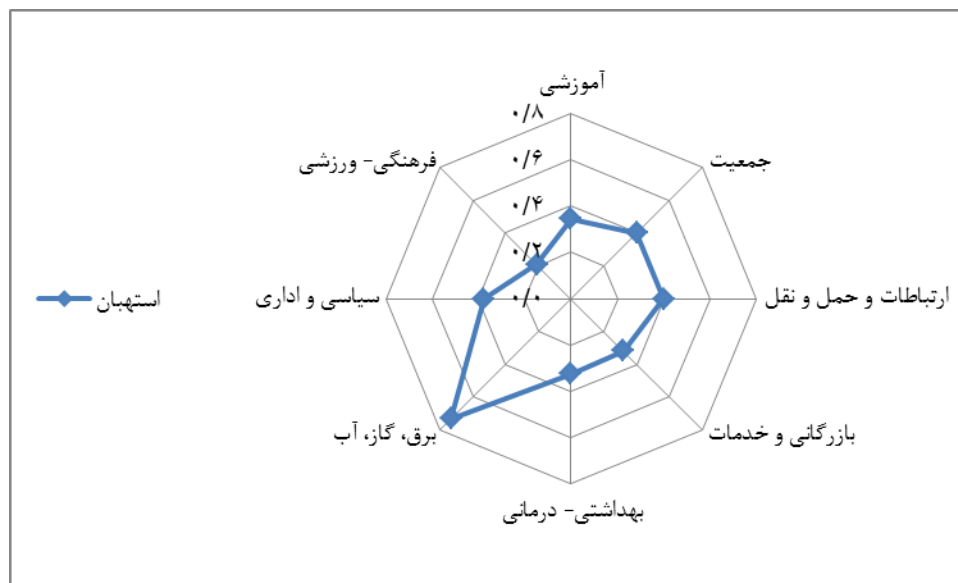 آموزشی
جمعیت
ارتباطات و حمل و نقل
بازرگانی و خدمات
بهداشتی- درمانی
برق، گاز، آب
سیاسی و اداری
فرهنگی- ورزشی
۰/۸
۰/۶
۰/۴
۰/۲
۰/۰
استهبان